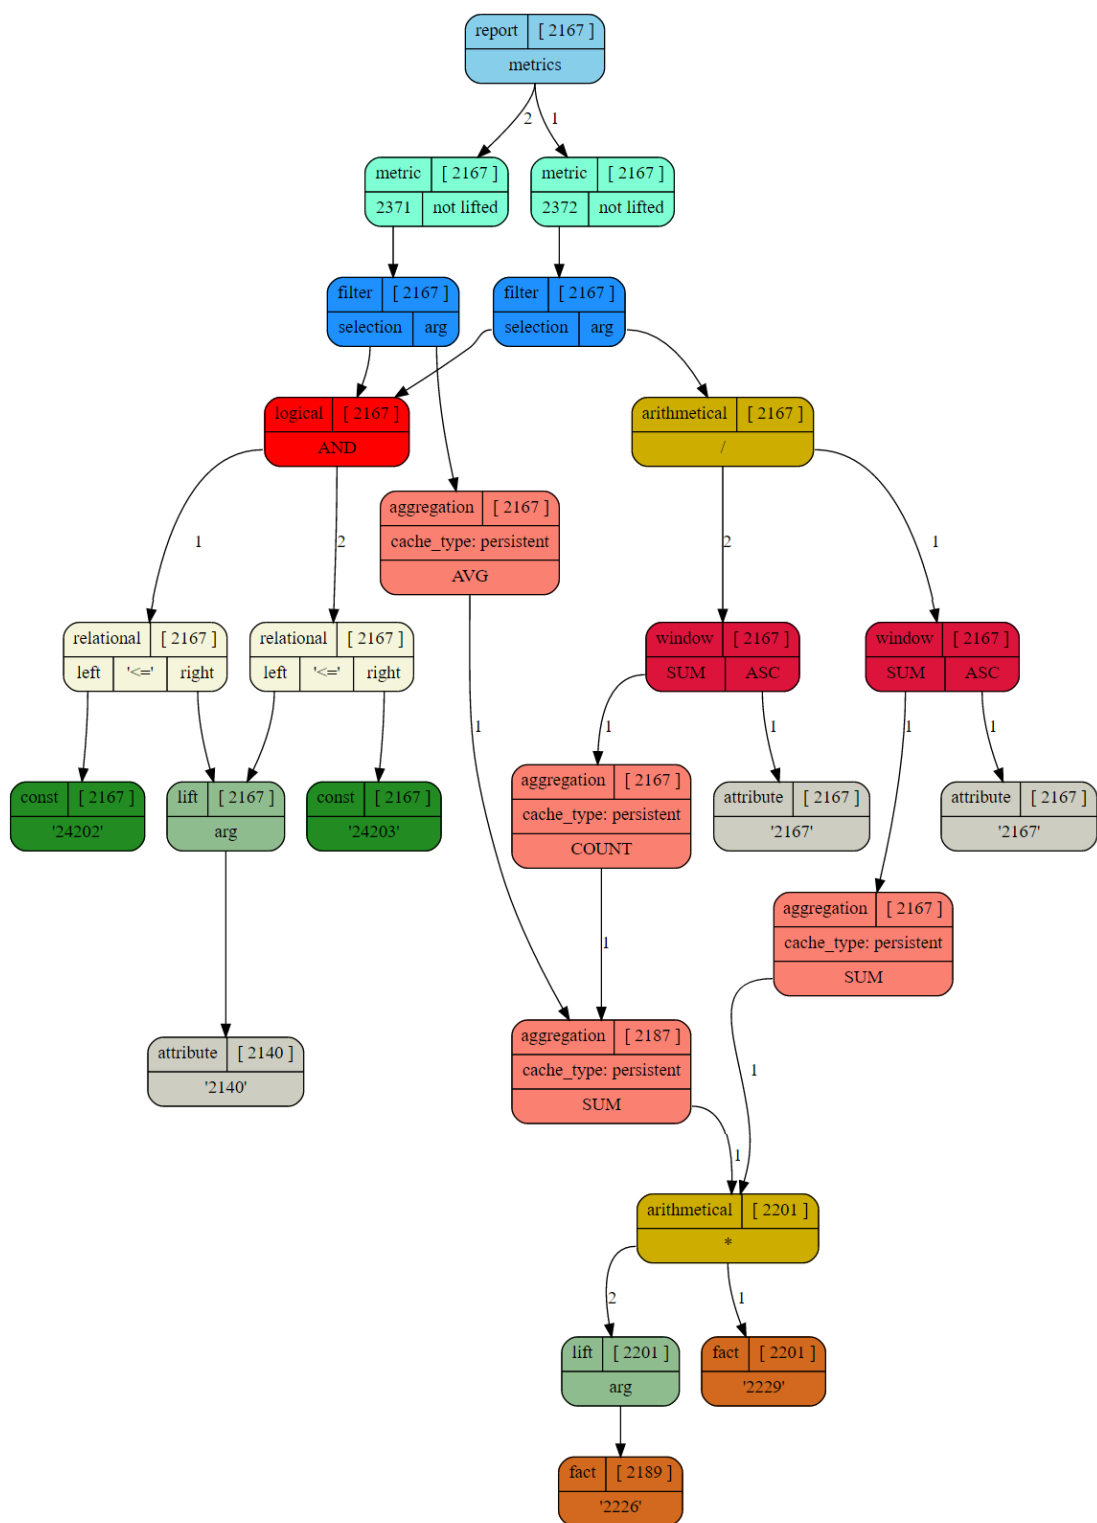 report [ 2167 ]
metrics
2 1
metric [ 2167 ] metric [ 2167 ]
2371 not lifted 2372 not lifted
filter [ 2167 ] filter [ 2167 ]
selection arg selection arg
logical [ 2167 ] arithmetical [ 2167 ]
AND /
aggregation [ 2167 ]
cache_type: persistent
1 2 2 1
AVG
relational [ 2167 ] relational [ 2167 ] window [ 2167 ] window [ 2167 ]
left '<=' right left '<=' right SUM ASC SUM ASC
1 1 1 1 1
aggregation [ 2167 ]
const [ 2167 ] lift [ 2167 ] const [ 2167 ] attribute [ 2167 ] attribute [ 2167 ]
cache_type: persistent
'24202' arg '24203' '2167' '2167'
COUNT
aggregation [ 2167 ]
1 cache_type: persistent
SUM
aggregation [ 2187 ]
attribute [ 2140 ]
cache_type: persistent 1
'2140'
SUM
1
arithmetical [ 2201 ]
*
2 1
lift [ 2201 ] fact [ 2201 ]
arg '2229'
fact [ 2189 ]
'2226'